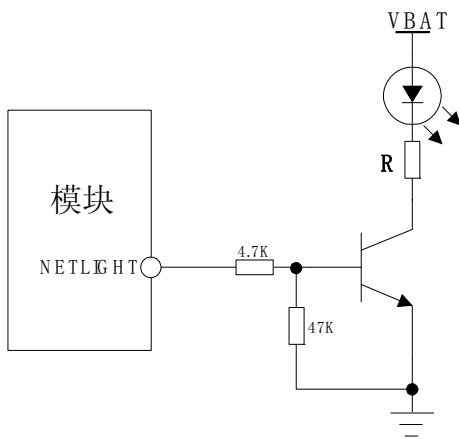 VBAT
R
模块
NETLIGHT
4.7K
47K